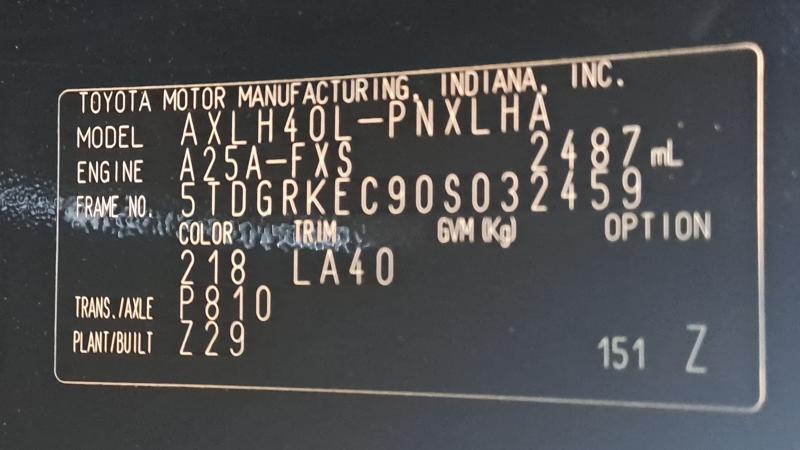 TOYOTA MOTOR MANUFACTURING, INDIANA, INC.
MODEL AXLH40L-PNXLHA
ENGINE A25A-FXS 2487 mL
FRAME NO. 5TDGRKEC90S032459
COLOR TRIM GVM (Kg) OPTION
218 LA40
TRANS./AXLE P810
PLANT/BUILT Z29
151 Z